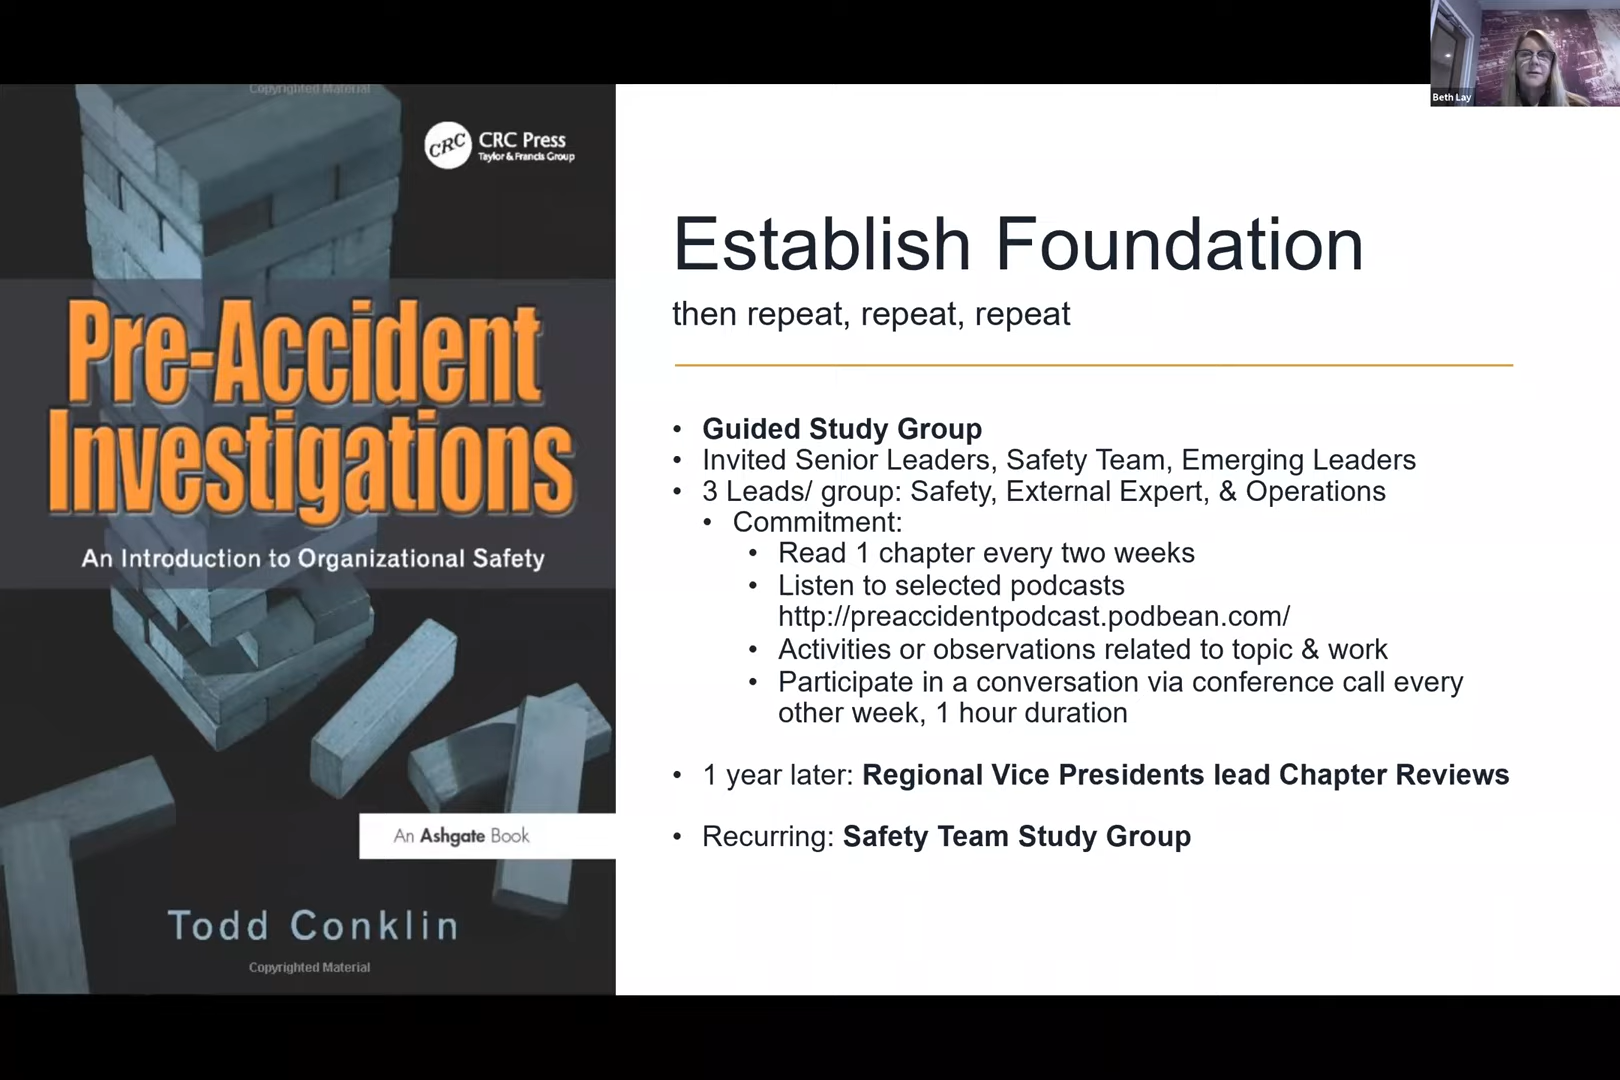 Beth Lay
Copyrighted Material
CRC
CRC Press
Taylor & Francis Group
Pre-Accident
Investigations
An Introduction to Organizational Safety
An Ashgate Book
Todd Conklin
Copyrighted Material
Establish Foundation
then repeat, repeat, repeat
• Guided Study Group
• Invited Senior Leaders, Safety Team, Emerging Leaders
• 3 Leads/ group: Safety, External Expert, & Operations
• Commitment:
• Read 1 chapter every two weeks
• Listen to selected podcasts
http://preaccidentpodcast.podbean.com/
• Activities or observations related to topic & work
• Participate in a conversation via conference call every
other week, 1 hour duration
• 1 year later: Regional Vice Presidents lead Chapter Reviews
• Recurring: Safety Team Study Group